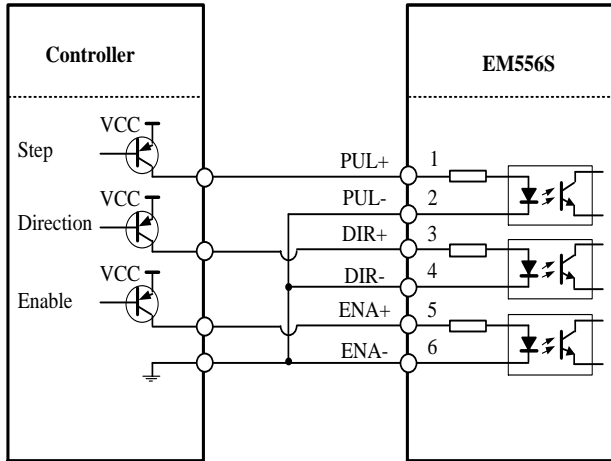 Controller
EM556S
VCC
Step
PUL+ 1
PUL- 2
VCC
Direction
DIR+ 3
DIR- 4
VCC
Enable
ENA+ 5
ENA- 6